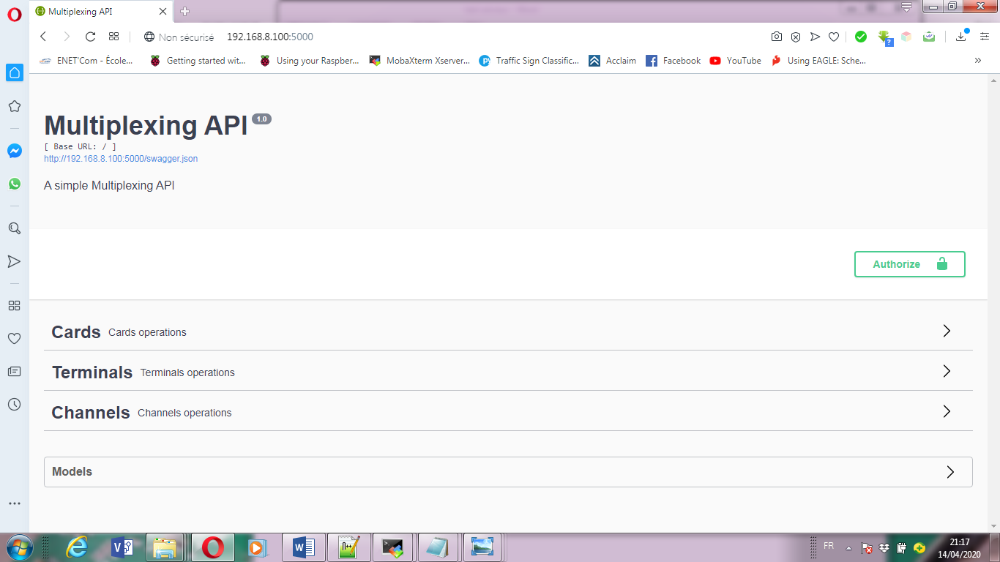 Multiplexing API
Non sécurisé 192.168.8.100:5000
ENET'Com - École... Getting started wit... Using your Raspber... MobaXterm Xserver... Traffic Sign Classific... Acclaim Facebook YouTube Using EAGLE: Sche... »
Multiplexing API 1.0
[ Base URL: / ]
http://192.168.8.100:5000/swagger.json
A simple Multiplexing API
Authorize
Cards Cards operations
Terminals Terminals operations
Channels Channels operations
Models
FR
21:17
14/04/2020